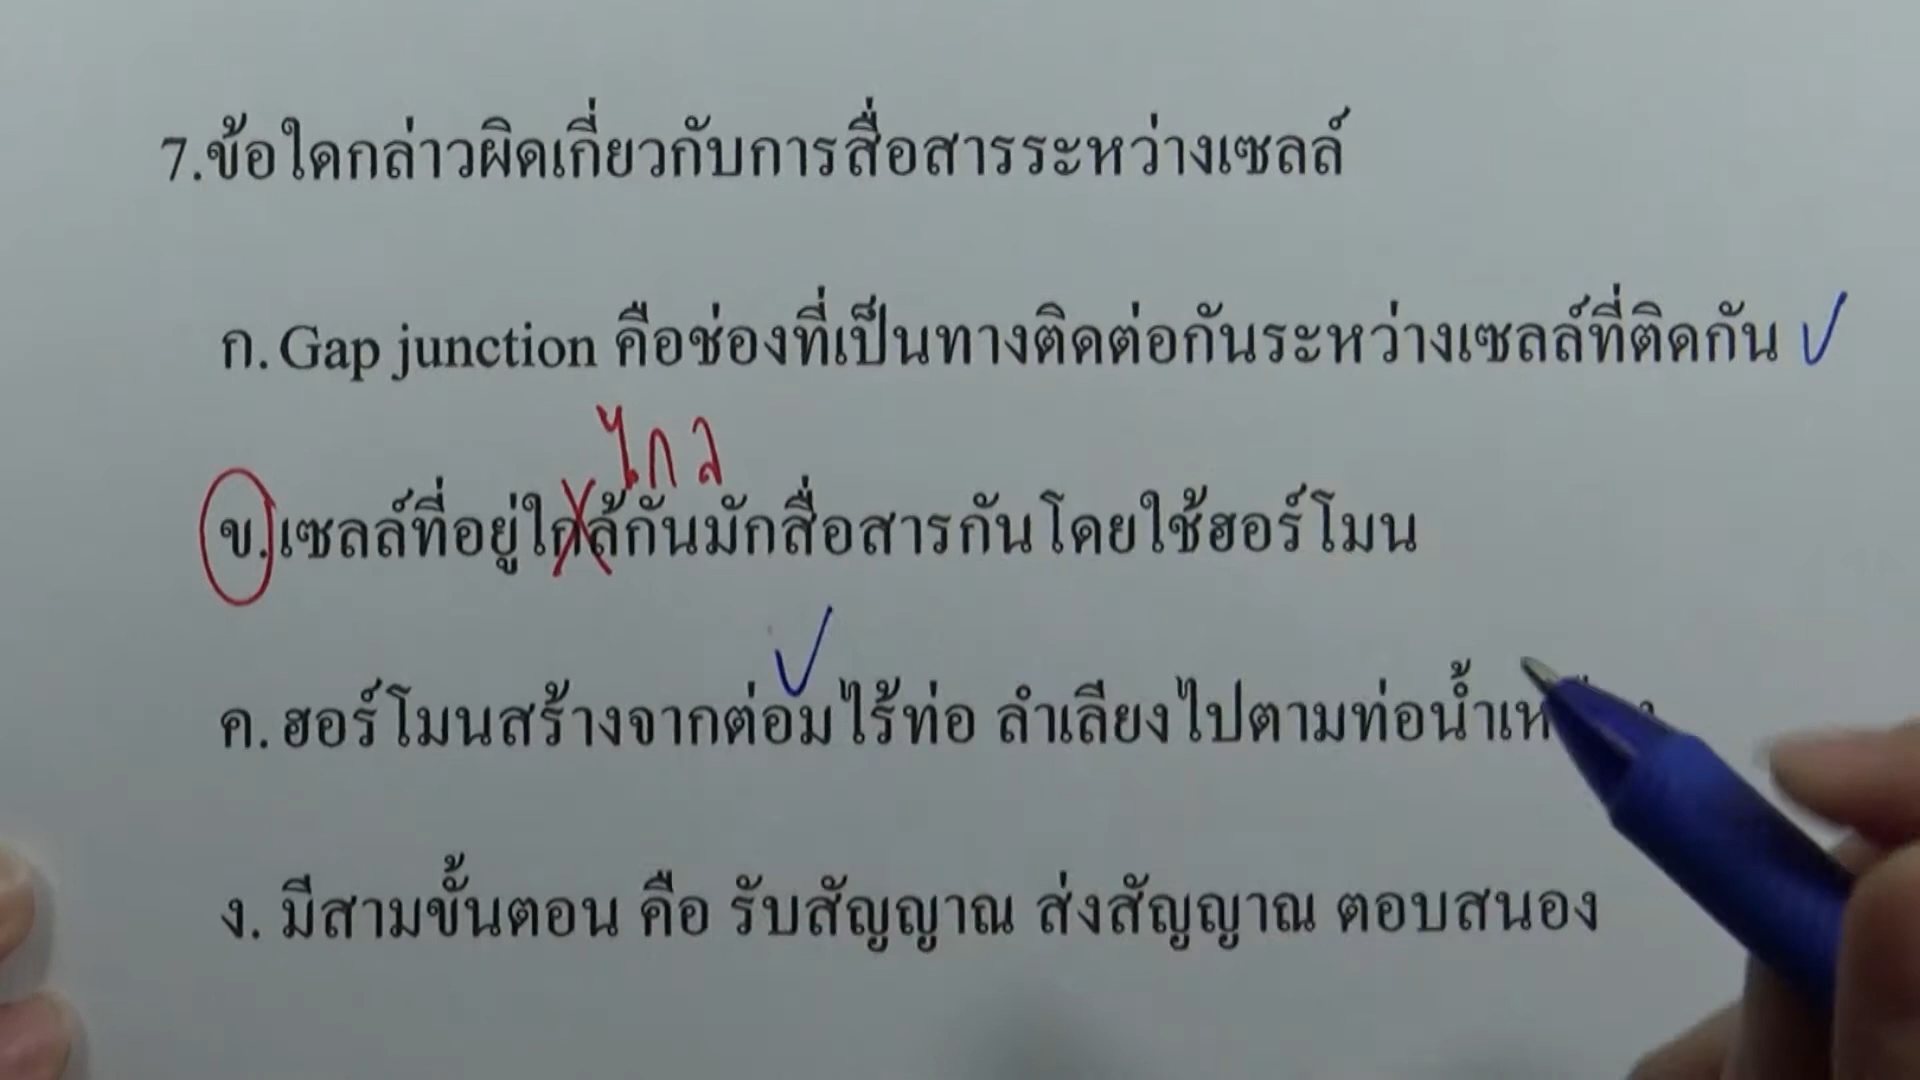 7.ข้อใดกล่าวผิดเกี่ยวกับการสื่อสารระหว่างเซลล์
ก. Gap junction คือช่องที่เป็นทางติดต่อกันระหว่างเซลล์ที่ติดกัน
ไกล
ข. เซลล์ที่อยู่ใกล้กันมักสื่อสารกันโดยใช้ฮอร์โมน
ค. ฮอร์โมนสร้างจากต่อมไร้ท่อ ลำเลียงไปตามท่อน้ำ
ง. มีสามขั้นตอน คือ รับสัญญาณ ส่งสัญญาณ ตอบสนอง